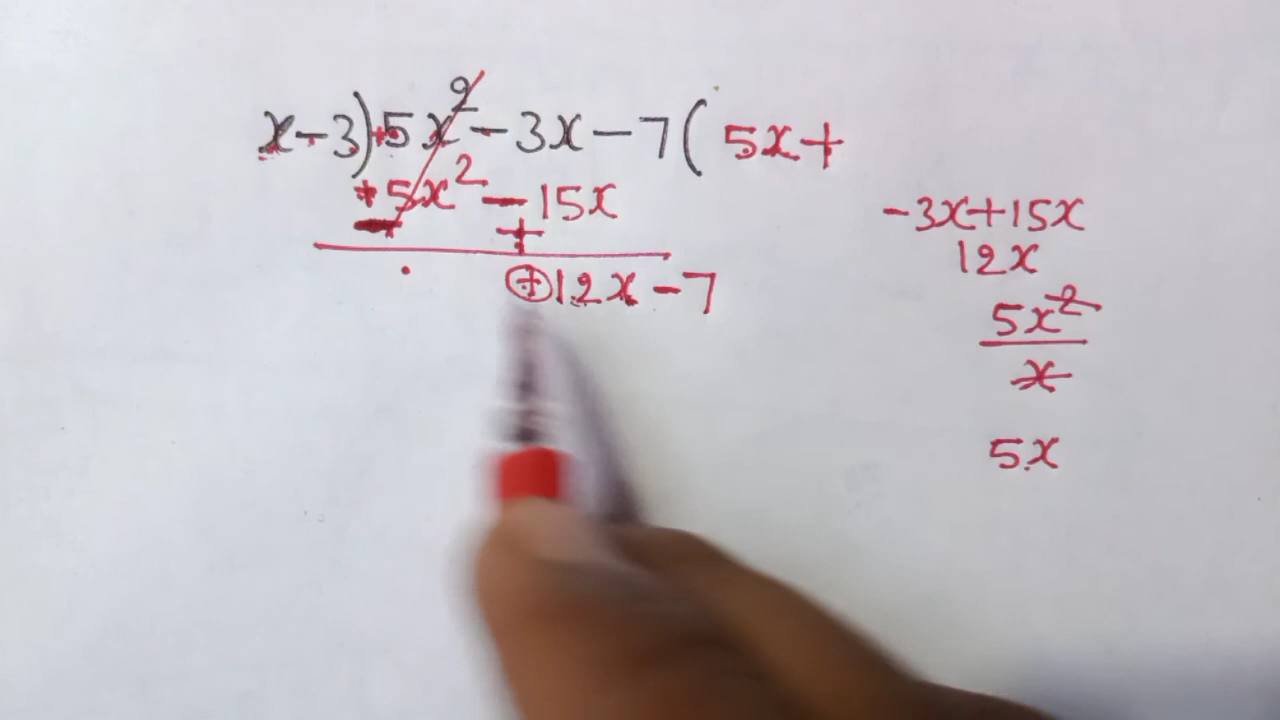 x-3)+5x²-3x-7(5x+
+5x²-15x
- +
⊕12x-7
-3x+15x
12x
5x²
x
5x